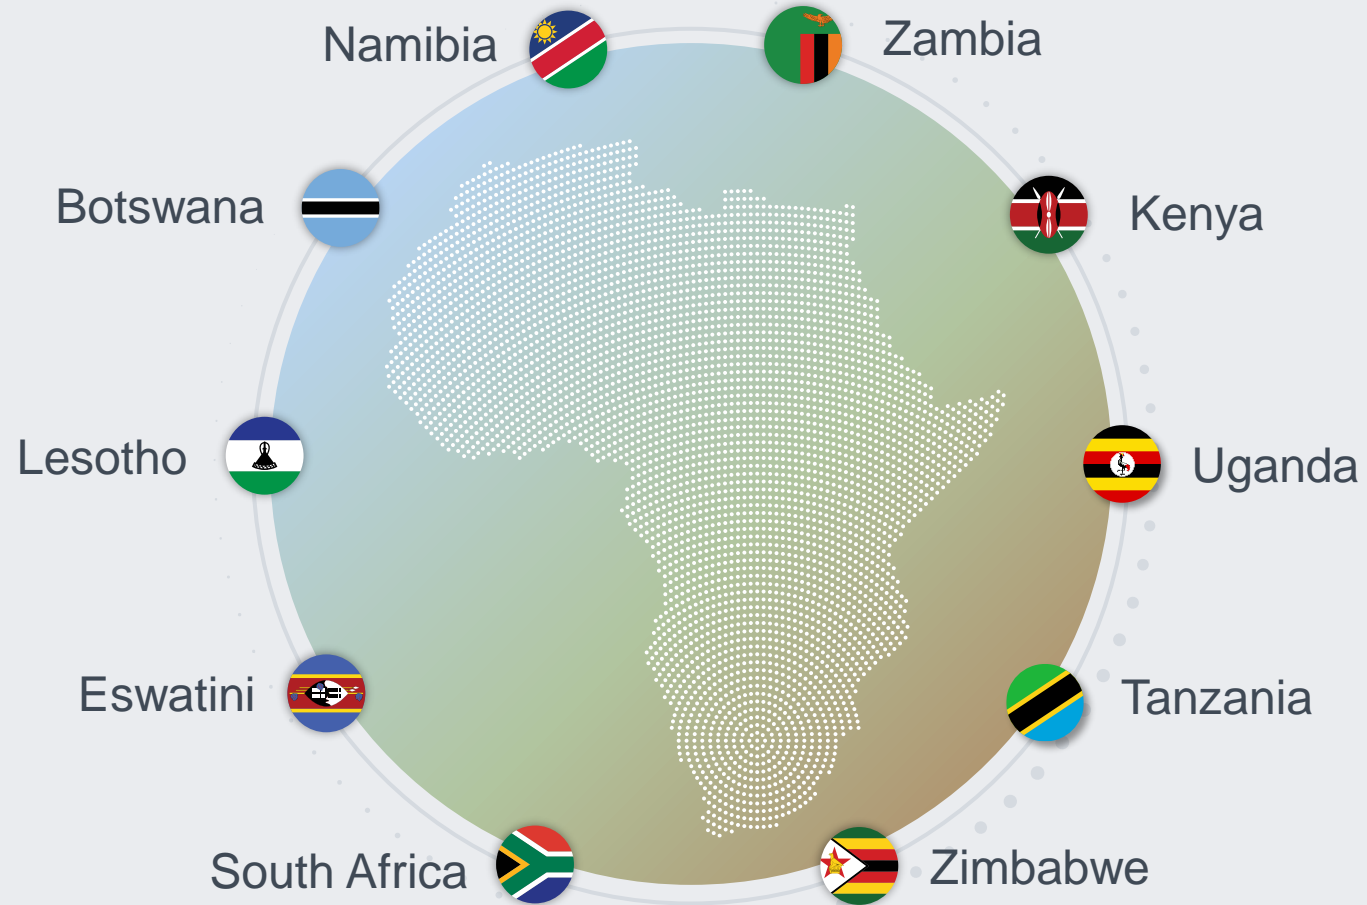 Namibia
Zambia
Botswana
Kenya
Lesotho
Uganda
Eswatini
Tanzania
South Africa
Zimbabwe